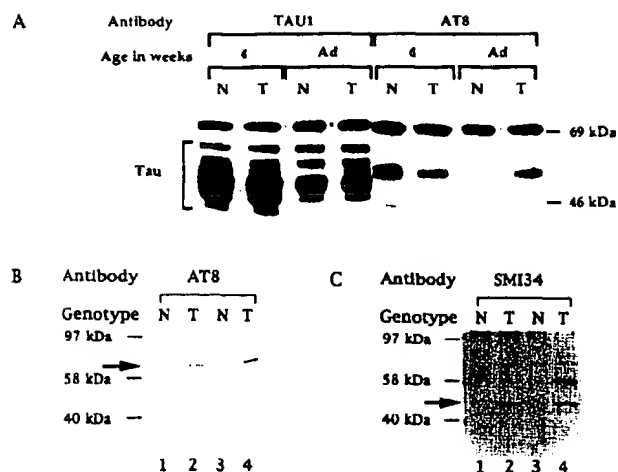 A
Antibody TAU1 AT8
Age in weeks 4 Ad 4 Ad
N T N T N T N T
69 kDa
Tau
46 kDa
B Antibody AT8
Genotype N T N T
97 kDa
58 kDa
40 kDa
1 2 3 4
C Antibody SMI34
Genotype N T N T
97 kDa
58 kDa
40 kDa
1 2 3 4